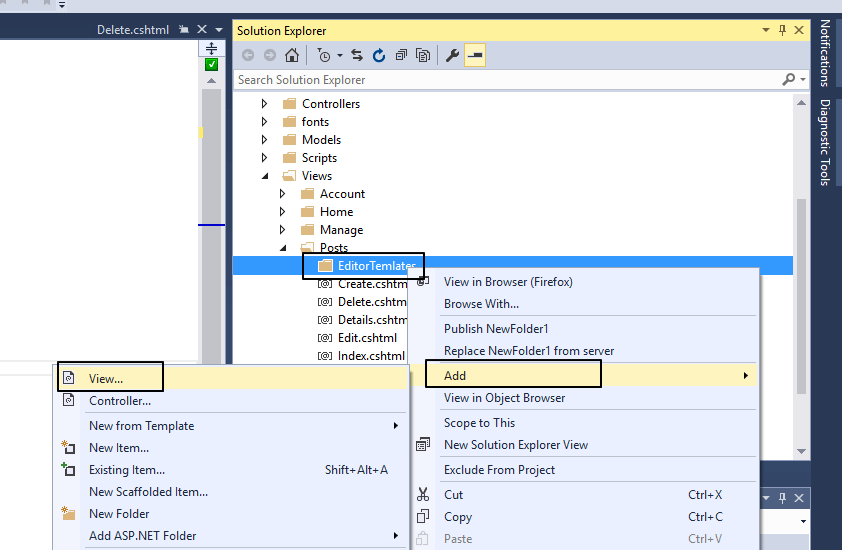 Delete.cshtml
Solution Explorer
Search Solution Explorer
Controllers
fonts
Models
Scripts
Views
Account
Home
Manage
Posts
EditorTemlates
Create.cshtm
Delete.cshtm
Details.cshtm
Edit.cshtml
Index.cshtml
View in Browser (Firefox)
Browse With...
Publish NewFolder1
Replace NewFolder1 from server
Add
View in Object Browser
Scope to This
New Solution Explorer View
Exclude From Project
Cut Ctrl+X
Copy Ctrl+C
Paste Ctrl+V
View...
Controller...
New from Template
New Item...
Existing Item... Shift+Alt+A
New Scaffolded Item...
New Folder
Add ASP.NET Folder
Notifications
Diagnostic Tools